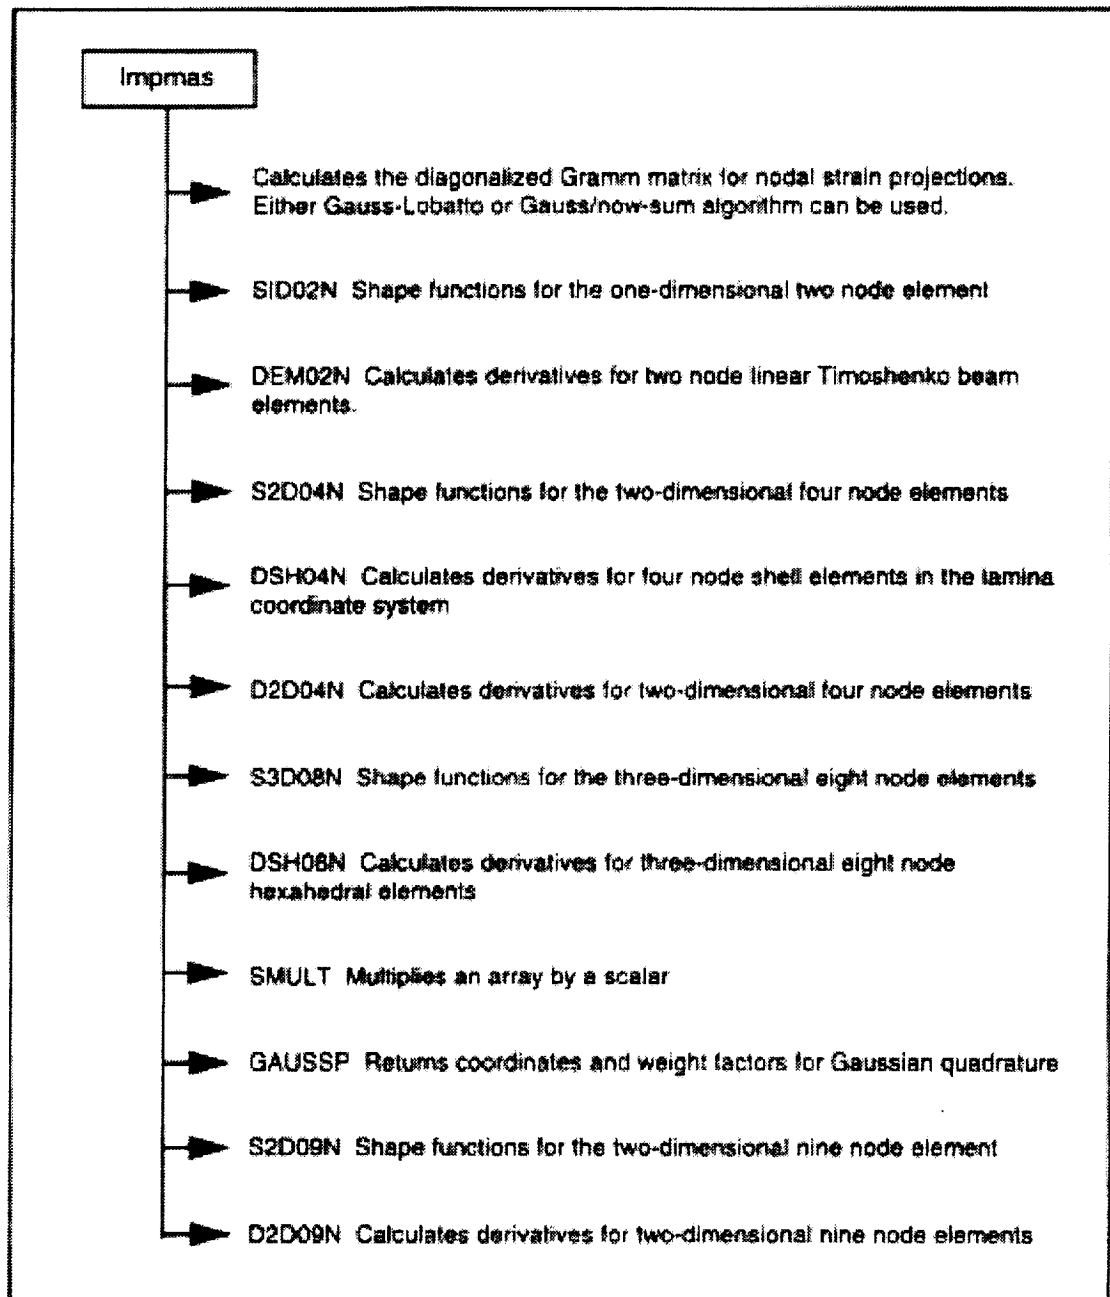 Impmas
Calculates the diagonalized Gramm matrix for nodal strain projections.
Either Gauss-Lobatto or Gauss/now-sum algorithm can be used.
SID02N Shape functions for the one-dimensional two node element
DEM02N Calculates derivatives for two node linear Timoshenko beam
elements.
S2D04N Shape functions for the two-dimensional four node elements
DSH04N Calculates derivatives for four node shell elements in the lamina
coordinate system
D2D04N Calculates derivatives for two-dimensional four node elements
S3D08N Shape functions for the three-dimensional eight node elements
DSH08N Calculates derivatives for three-dimensional eight node
hexahedral elements
SMULT Multiplies an array by a scalar
GAUSSP Returns coordinates and weight factors for Gaussian quadrature
S2D09N Shape functions for the two-dimensional nine node element
D2D09N Calculates derivatives for two-dimensional nine node elements